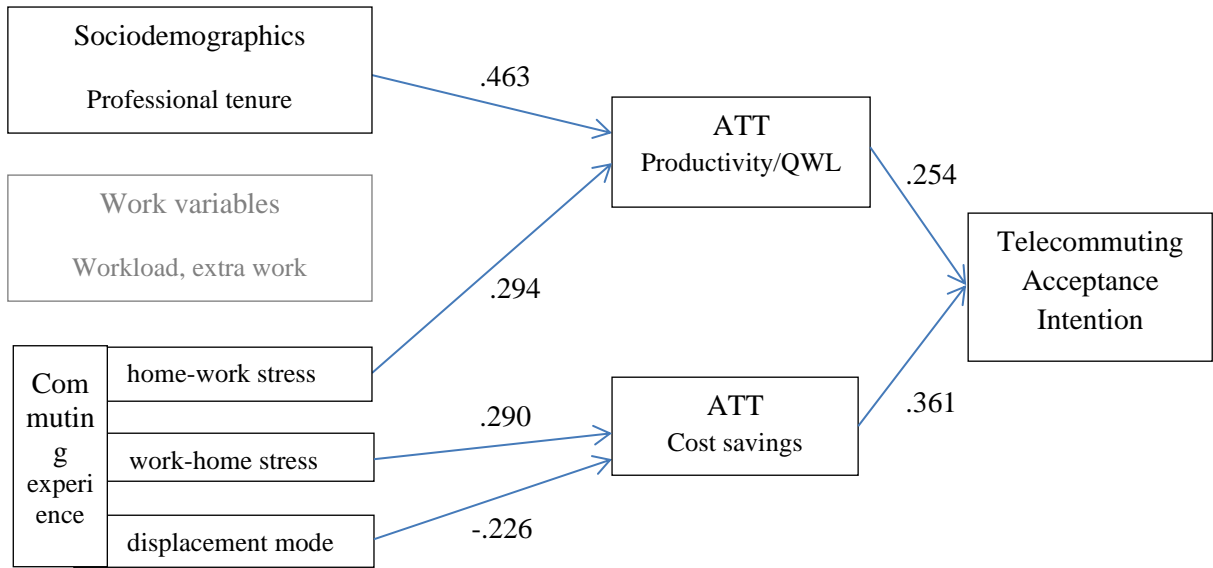 Sociodemographics
Professional tenure
.463
ATT
Productivity/QWL
.254
Work variables
Workload, extra work
.294
Telecommuting
Acceptance
Intention
Com
mutin
g
experi
ence
home-work stress
work-home stress
displacement mode
.290
-.226
ATT
Cost savings
.361